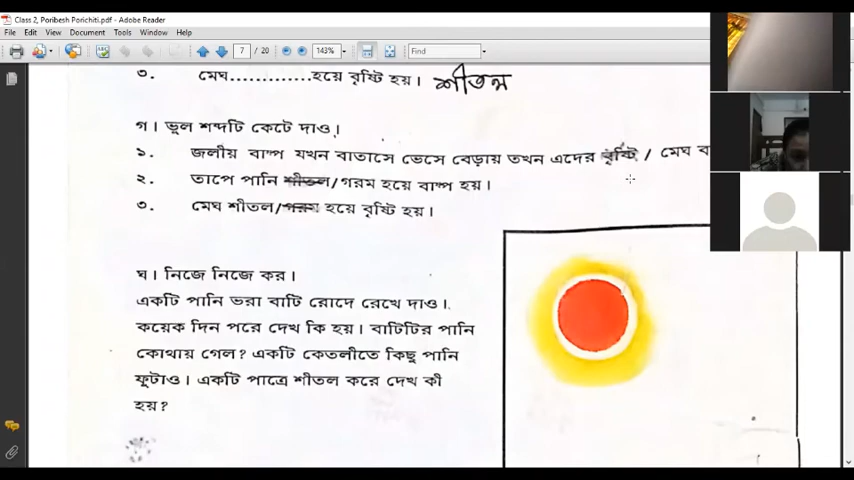 Class 2, Poribesh Porichiti.pdf - Adobe Reader
File Edit View Document Tools Window Help
7 / 20 143% Find
৩. মেঘ.............হয়ে বৃষ্টি হয়। শীতল
গ। ভুল শব্দটি কেটে দাও।
১. জলীয় বাষ্প যখন বাতাসে ভেসে বেড়ায় তখন এদের বৃষ্টি / মেঘ ব
২. তাপে পানি শীতল/গরম হয়ে বাষ্প হয়।
৩. মেঘ শীতল/গরম হয়ে বৃষ্টি হয়।
ঘ। নিজে নিজে কর।
একটি পানি ভরা বাটি রোদে রেখে দাও।
কয়েক দিন পরে দেখ কি হয়। বাটিটির পানি
কোথায় গেল? একটি কেতলীতে কিছু পানি
ফুটাও। একটি পাত্রে শীতল করে দেখ কী
হয়?